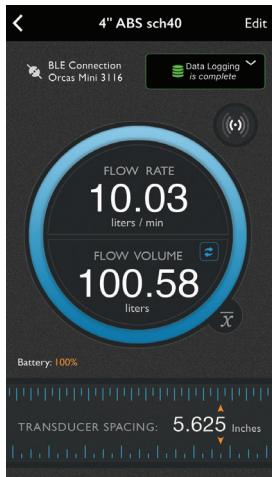 4" ABS sch40
Edit
BLE Connection
Orcas Mini 3116
Data Logging
is complete
FLOW RATE
10.03
liters / min
FLOW VOLUME
100.58
liters
x̅
Battery: 100%
TRANSDUCER SPACING: 5.625 Inches